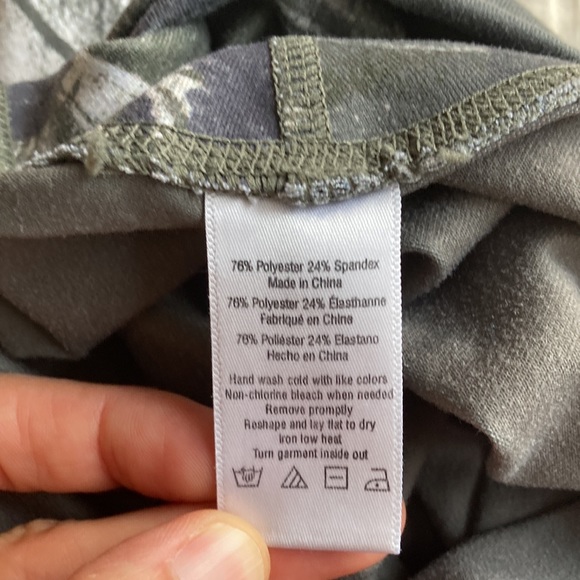 76% Polyester 24% Spandex
Made in China
76% Polyester 24% Élasthanne
Fabriqué en China
76% Poliéster 24% Elastano
Hecho en China
Hand wash cold with like colors
Non-chlorine bleach when needed
Remove promptly
Reshape and lay flat to dry
Iron low heat
Turn garment inside out